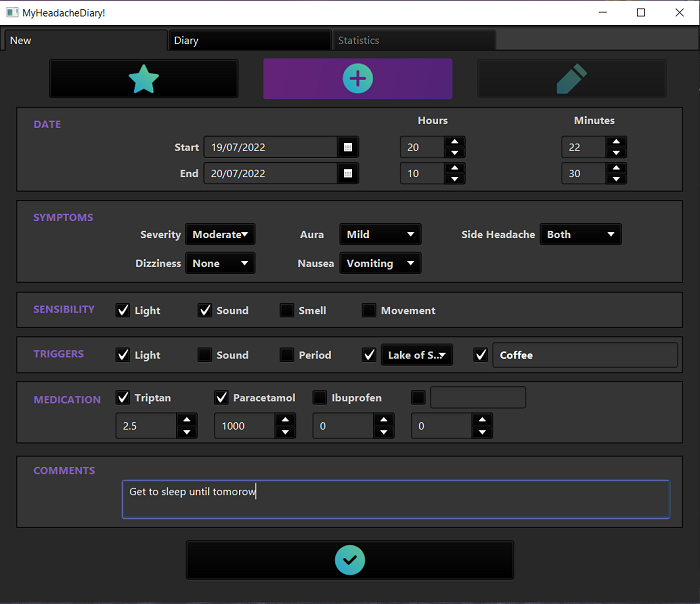 MyHeadacheDiary!
New Diary Statistics
DATE Hours Minutes
Start 19/07/2022 20 22
End 20/07/2022 10 30
SYMPTOMS
Severity Moderate Aura Mild Side Headache Both
Dizziness None Nausea Vomiting
SENSIBILITY Light Sound Smell Movement
TRIGGERS Light Sound Period Lake of S... Coffee
MEDICATION Triptan Paracetamol Ibuprofen
2.5 1000 0 0
COMMENTS
Get to sleep until tomorow